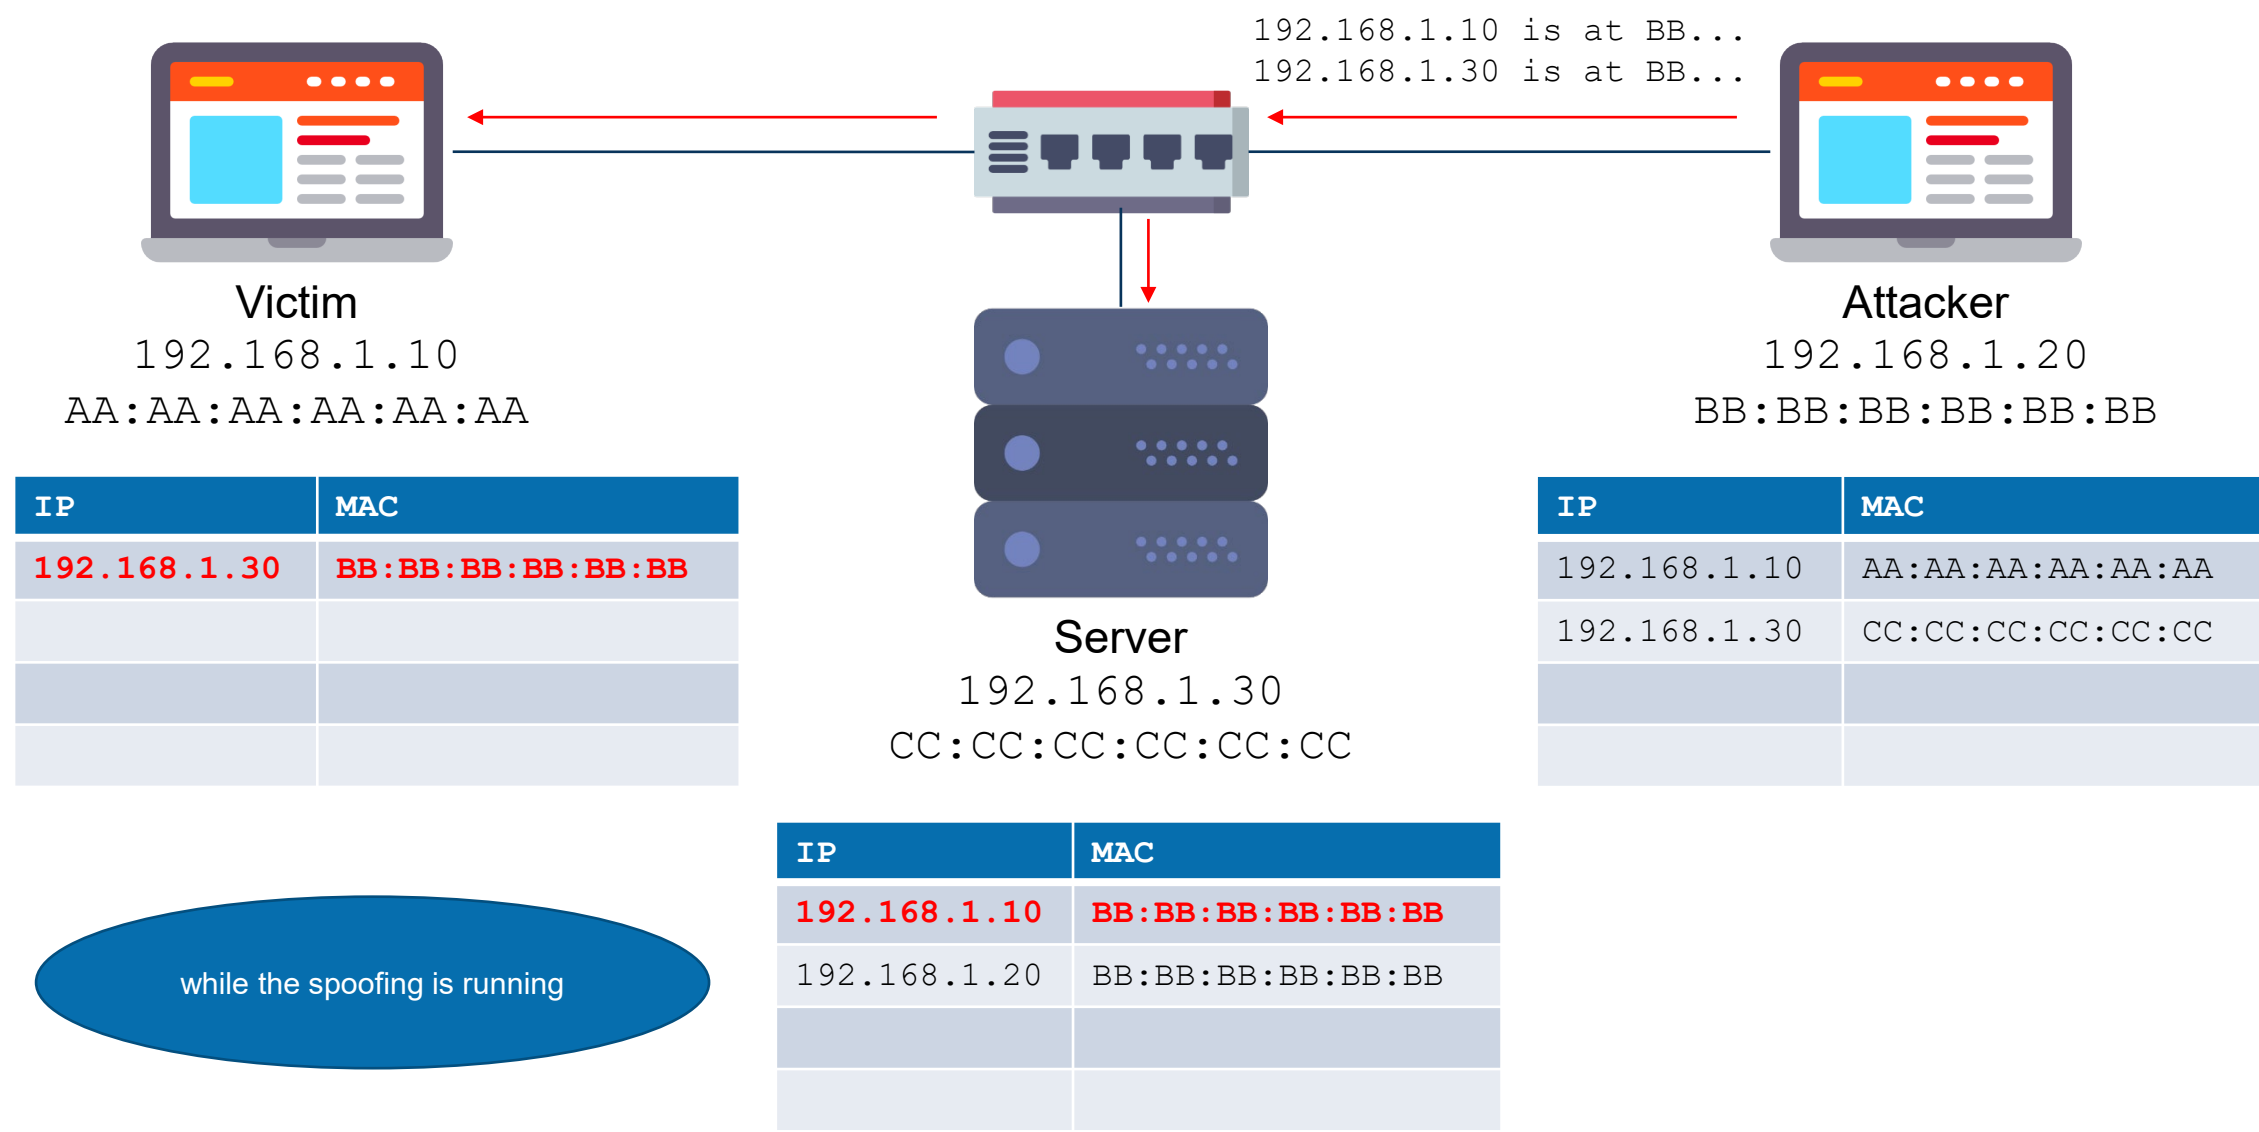 192.168.1.10 is at BB...
192.168.1.30 is at BB...
Victim
192.168.1.10
AA:AA:AA:AA:AA:AA
Attacker
192.168.1.20
BB:BB:BB:BB:BB:BB
IP MAC
192.168.1.30 BB:BB:BB:BB:BB:BB
Server
192.168.1.30
CC:CC:CC:CC:CC:CC
IP MAC
192.168.1.10 AA:AA:AA:AA:AA:AA
192.168.1.30 CC:CC:CC:CC:CC:CC
IP MAC
192.168.1.10 BB:BB:BB:BB:BB:BB
192.168.1.20 BB:BB:BB:BB:BB:BB
while the spoofing is running